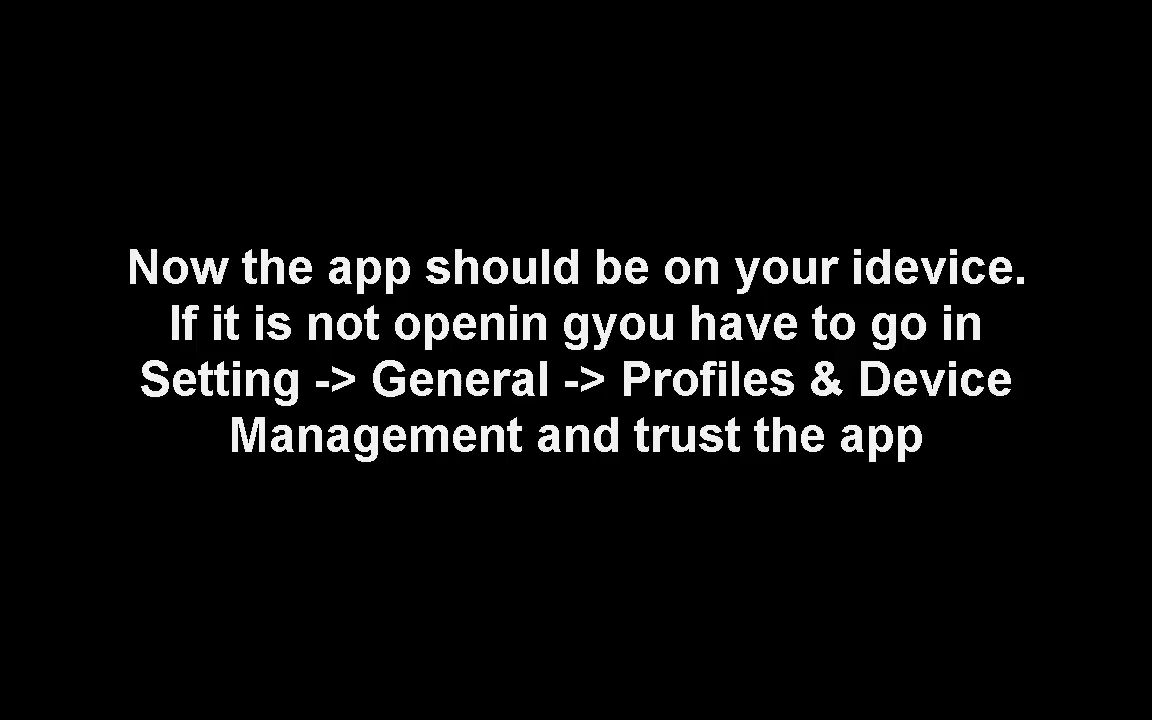 Now the app should be on your idevice.
If it is not openin gyou have to go in
Setting -> General -> Profiles & Device
Management and trust the app